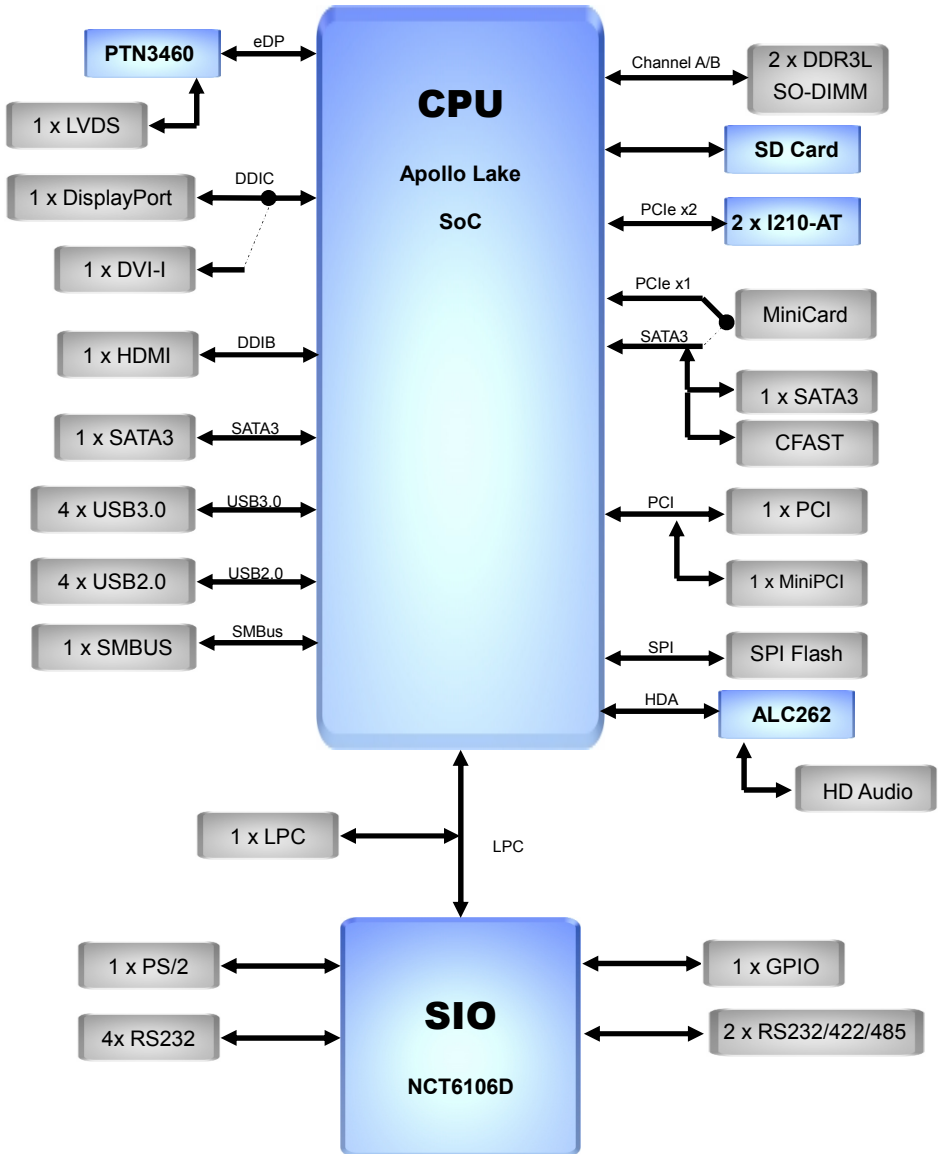 PTN3460
eDP
1 x LVDS
1 x DisplayPort
DDIC
1 x DVI-I
1 x HDMI
DDIB
1 x SATA3
SATA3
4 x USB3.0
USB3.0
4 x USB2.0
USB2.0
1 x SMBUS
SMBus
CPU
Apollo Lake
SoC
Channel A/B
2 x DDR3L
SO-DIMM
SD Card
PCIe x2
2 x I210-AT
PCIe x1
MiniCard
SATA3
1 x SATA3
CFAST
PCI
1 x PCI
1 x MiniPCI
SPI
SPI Flash
HDA
ALC262
HD Audio
1 x LPC
LPC
1 x PS/2
4x RS232
SIO
NCT6106D
1 x GPIO
2 x RS232/422/485